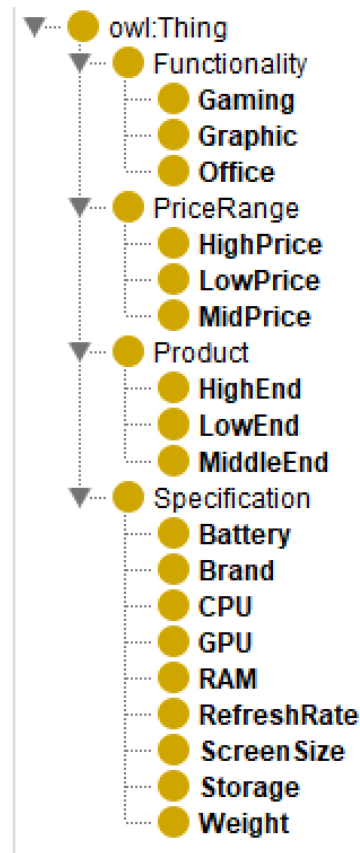 owl:Thing
Functionality
Gaming
Graphic
Office
PriceRange
HighPrice
LowPrice
MidPrice
Product
HighEnd
LowEnd
MiddleEnd
Specification
Battery
Brand
CPU
GPU
RAM
RefreshRate
ScreenSize
Storage
Weight